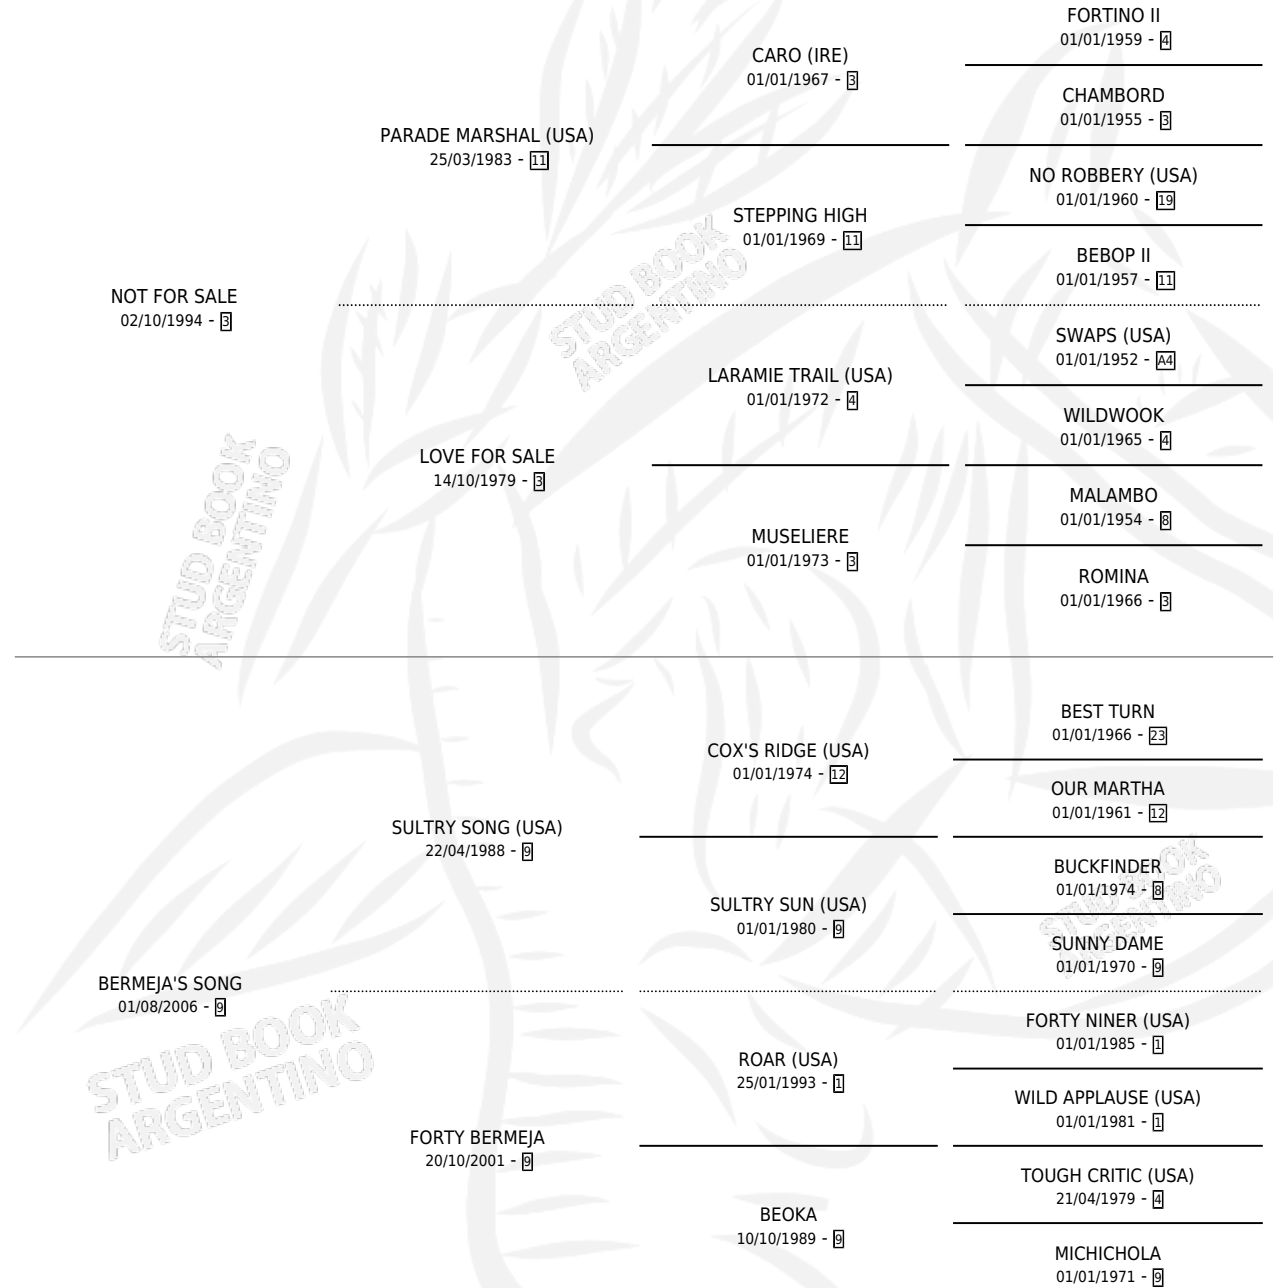 FORTINO II
01/01/1959 - 4
CARO (IRE)
01/01/1967 - 3
CHAMBORD
01/01/1955 - 3
PARADE MARSHAL (USA)
25/03/1983 - 11
NO ROBBERY (USA)
01/01/1960 - 19
STEPPING HIGH
01/01/1969 - 11
BEBOP II
01/01/1957 - 11
NOT FOR SALE
02/10/1994 - 3
STUD BOOK
ARGENTINO
SWAPS (USA)
01/01/1952 - A4
LARAMIE TRAIL (USA)
01/01/1972 - 4
WILDWOOK
01/01/1965 - 4
LOVE FOR SALE
14/10/1979 - 3
MALAMBO
01/01/1954 - 8
MUSELIERE
01/01/1973 - 3
ROMINA
01/01/1966 - 3
STUD BOOK
ARGENTINO
BEST TURN
01/01/1966 - 23
COX'S RIDGE (USA)
01/01/1974 - 12
OUR MARTHA
01/01/1961 - 12
SULTRY SONG (USA)
22/04/1988 - 9
BUCKFINDER
01/01/1974 - 8
SULTRY SUN (USA)
01/01/1980 - 9
STUD BOOK
ARGENTINO
SUNNY DAME
01/01/1970 - 9
BERMEJA'S SONG
01/08/2006 - 9
FORTY NINER (USA)
01/01/1985 - 1
ROAR (USA)
25/01/1993 - 1
WILD APPLAUSE (USA)
01/01/1981 - 1
STUD BOOK
ARGENTINO
FORTY BERMEJA
20/10/2001 - 9
TOUGH CRITIC (USA)
21/04/1979 - 4
BEOKA
10/10/1989 - 9
MICHICHOLA
01/01/1971 - 9